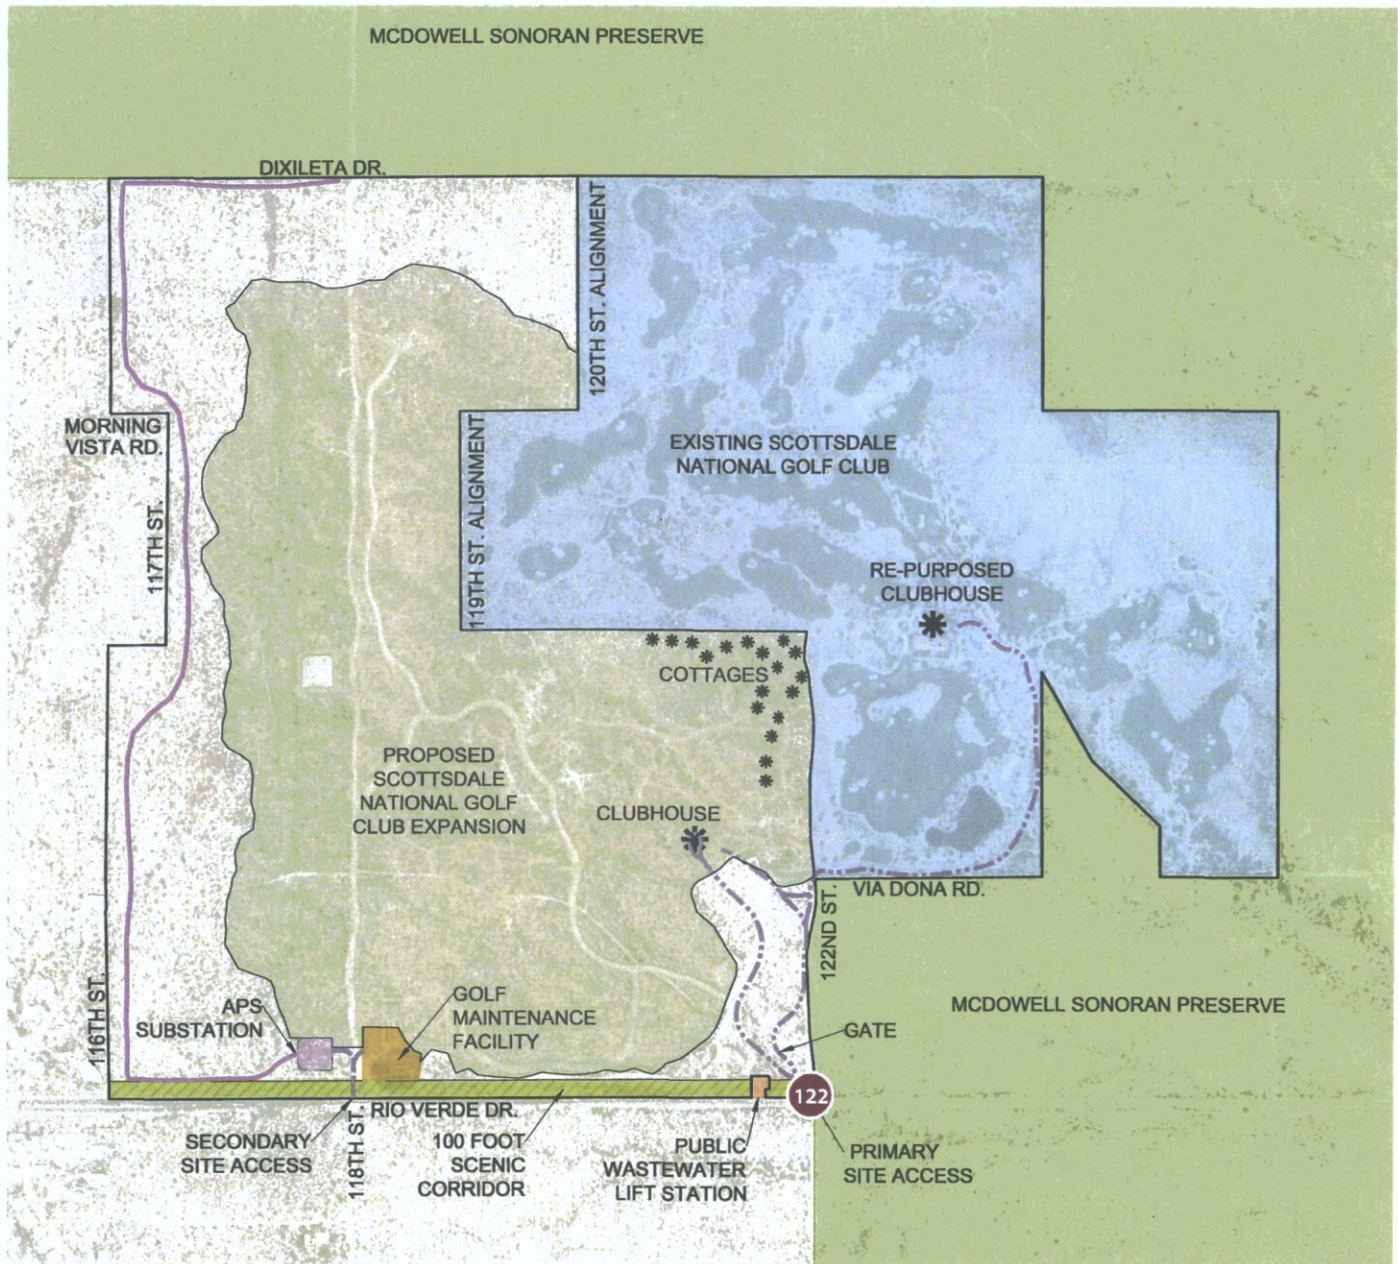 MCDOWELL SONORAN PRESERVE
DIXILETA DR.
120TH ST. ALIGNMENT
MORNING
VISTA RD.
117TH ST.
119TH ST. ALIGNMENT
EXISTING SCOTTSDALE
NATIONAL GOLF CLUB
RE-PURPOSED
CLUBHOUSE
COTTAGES
PROPOSED
SCOTTSDALE
NATIONAL GOLF
CLUB EXPANSION
CLUBHOUSE
VIA DONA RD.
122ND ST.
116TH ST.
APS
SUBSTATION
GOLF
MAINTENANCE
FACILITY
MCDOWELL SONORAN PRESERVE
GATE
122
RIO VERDE DR.
SECONDARY
SITE ACCESS
118TH ST.
100 FOOT
SCENIC
CORRIDOR
PUBLIC
WASTEWATER
LIFT STATION
PRIMARY
SITE ACCESS